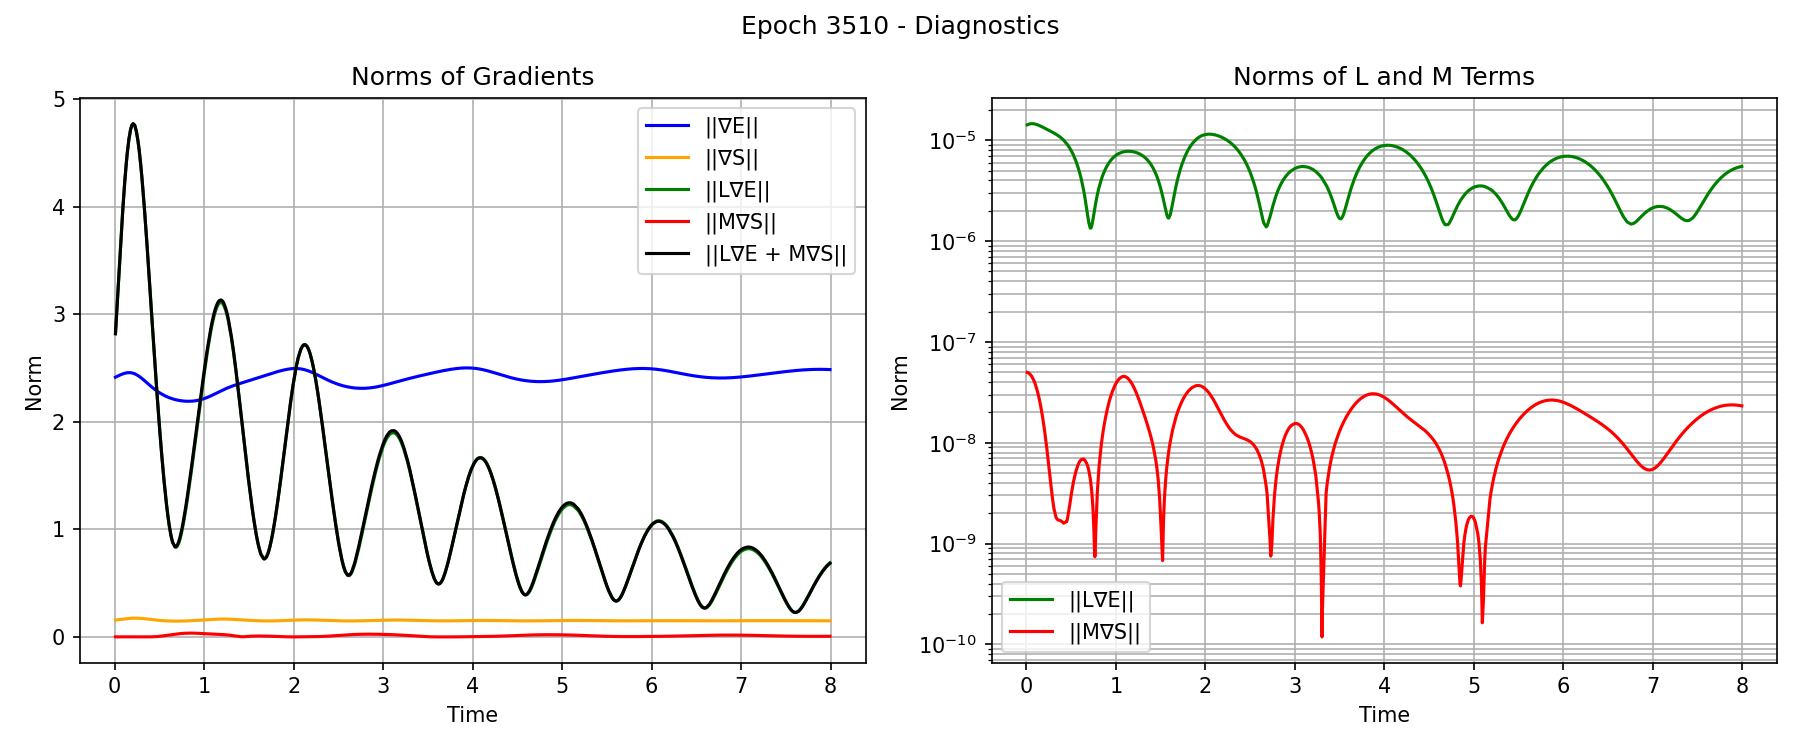 Epoch 3510 - Diagnostics
Norms of Gradients
Norm
5
4
3
2
1
0
||∇E||
||∇S||
||L∇E||
||M∇S||
||L∇E + M∇S||
0 1 2 3 4 5 6 7 8
Time
Norms of L and M Terms
Norm
10⁻⁵
10⁻⁶
10⁻⁷
10⁻⁸
10⁻⁹
10⁻¹⁰
||L∇E||
||M∇S||
0 1 2 3 4 5 6 7 8
Time